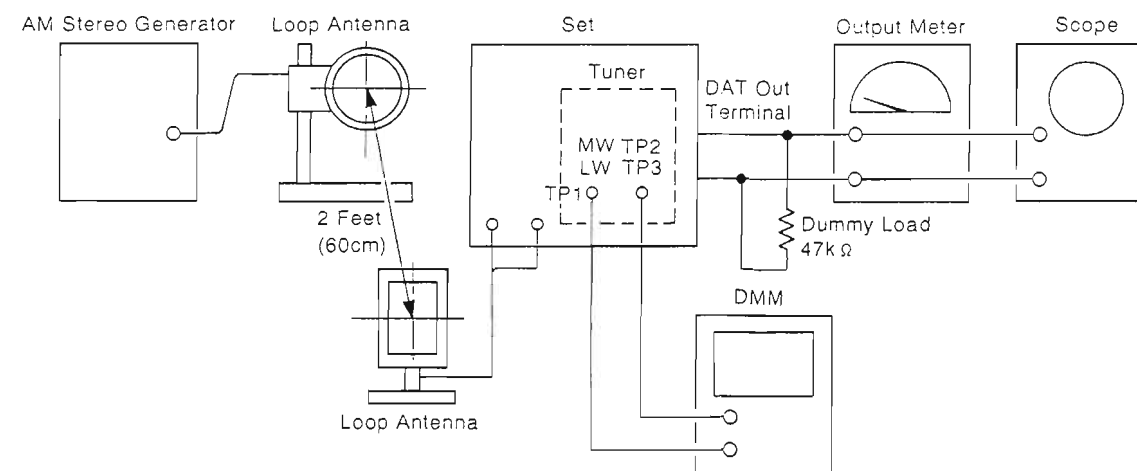 AM Stereo Generator
Loop Antenna
Set
Output Meter
Scope
Tuner
DAT Out
Terminal
MW TP2
LW TP3
TP1
2 Feet
(60cm)
Dummy Load
47k Ω
DMM
Loop Antenna